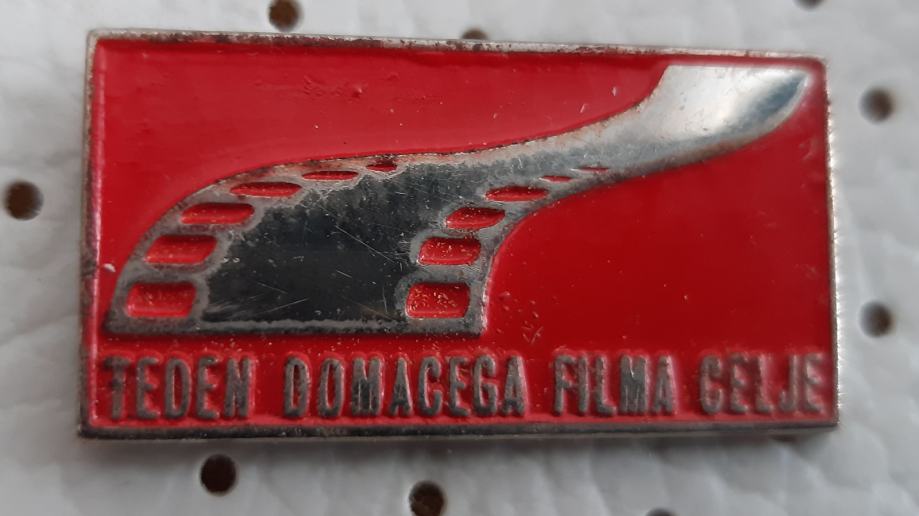 TEDEN DOMACEGA FILMA CELJE